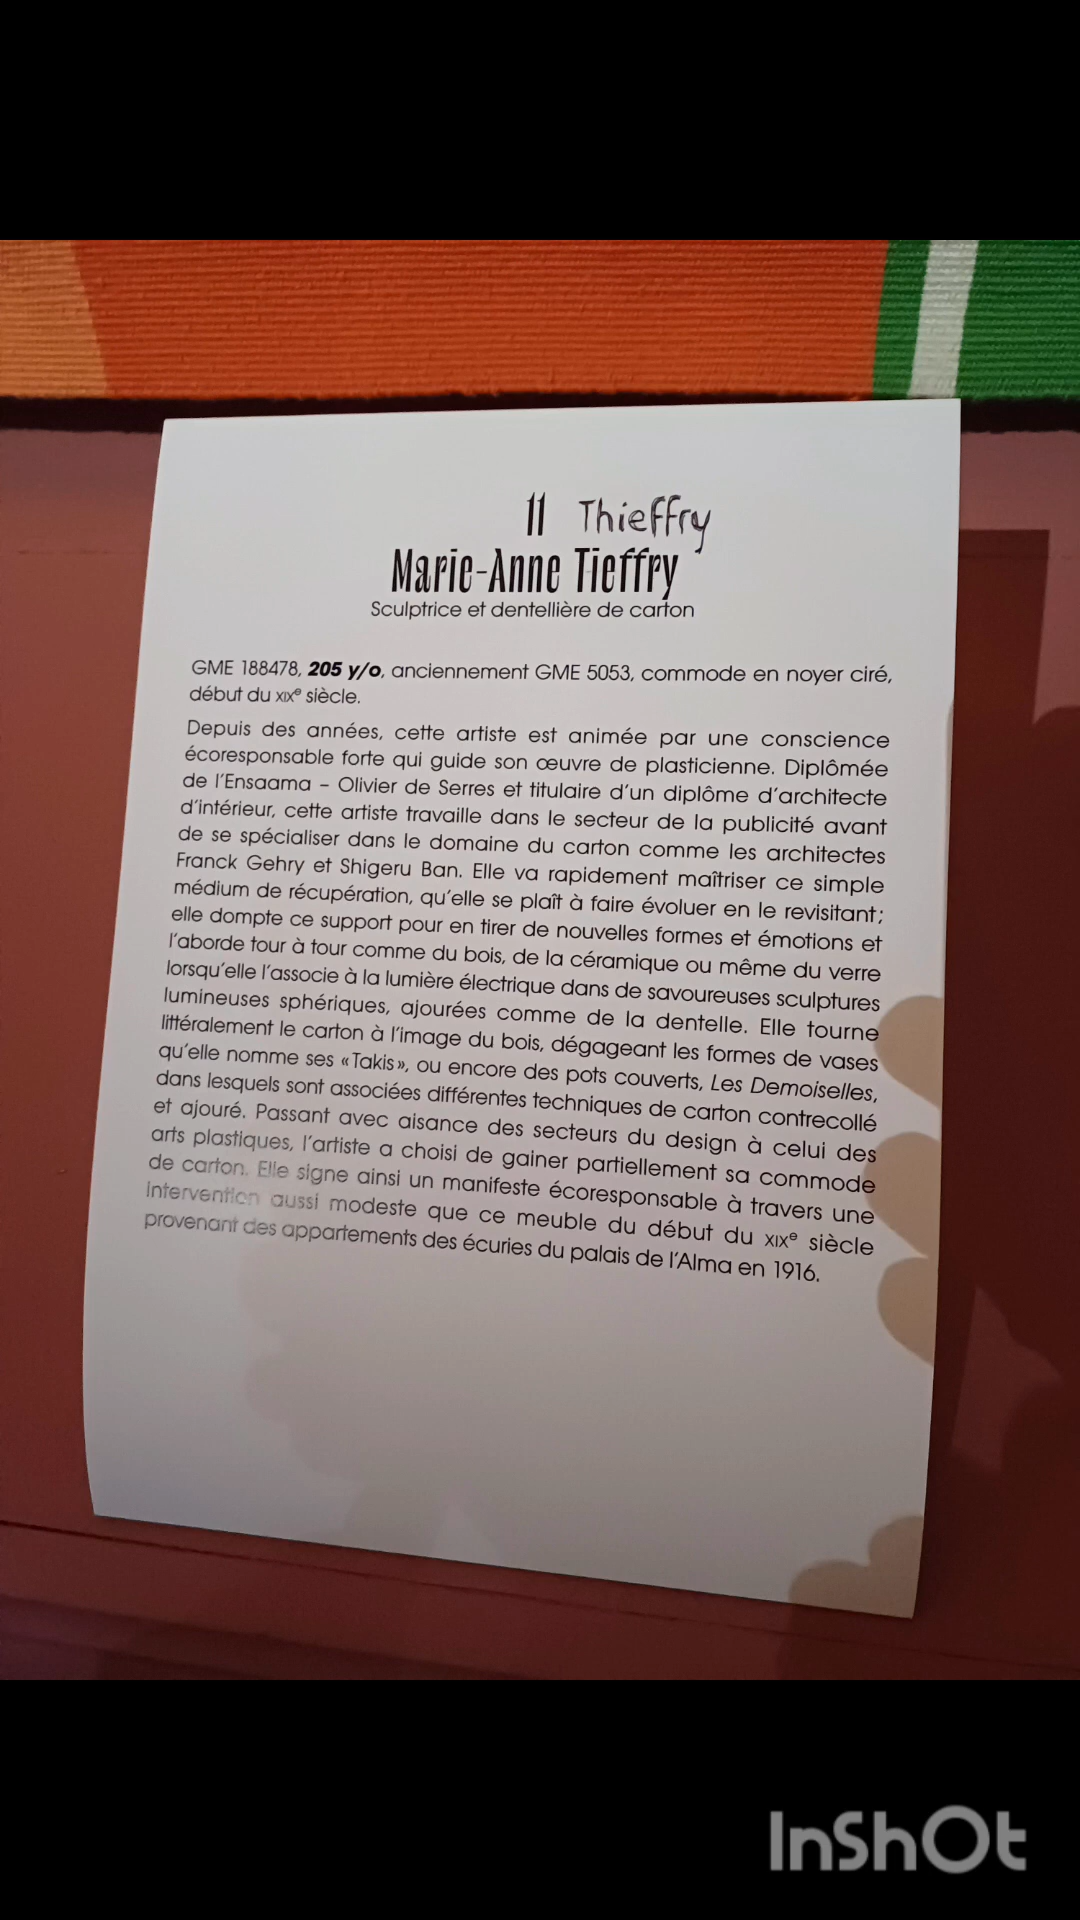 11 Thieffry
Marie-Anne Tieffry
Sculptrice et dentellière de carton
GME 188478, 205 y/o, anciennement GME 5053, commode en noyer ciré,
début du XIXe siècle.
Depuis des années, cette artiste est animée par une conscience
écoresponsable forte qui guide son œuvre de plasticienne. Diplômée
de l'Ensaama – Olivier de Serres et titulaire d'un diplôme d'architecte
d'intérieur, cette artiste travaille dans le secteur de la publicité avant
de se spécialiser dans le domaine du carton comme les architectes
Franck Gehry et Shigeru Ban. Elle va rapidement maîtriser ce simple
médium de récupération, qu'elle se plaît à faire évoluer en le revisitant ;
elle dompte ce support pour en tirer de nouvelles formes et émotions et
l'aborde tour à tour comme du bois, de la céramique ou même du verre
lorsqu'elle l'associe à la lumière électrique dans de savoureuses sculptures
lumineuses sphériques, ajourées comme de la dentelle. Elle tourne
littéralement le carton à l'image du bois, dégageant les formes de vases
qu'elle nomme ses « Takis », ou encore des pots couverts, Les Demoiselles,
dans lesquels sont associées différentes techniques de carton contrecollé
et ajouré. Passant avec aisance des secteurs du design à celui des
arts plastiques, l'artiste a choisi de gainer partiellement sa commode
de carton. Elle signe ainsi un manifeste écoresponsable à travers une
intervention aussi modeste que ce meuble du début du XIXe siècle
provenant des appartements des écuries du palais de l'Alma en 1916.
InShOt